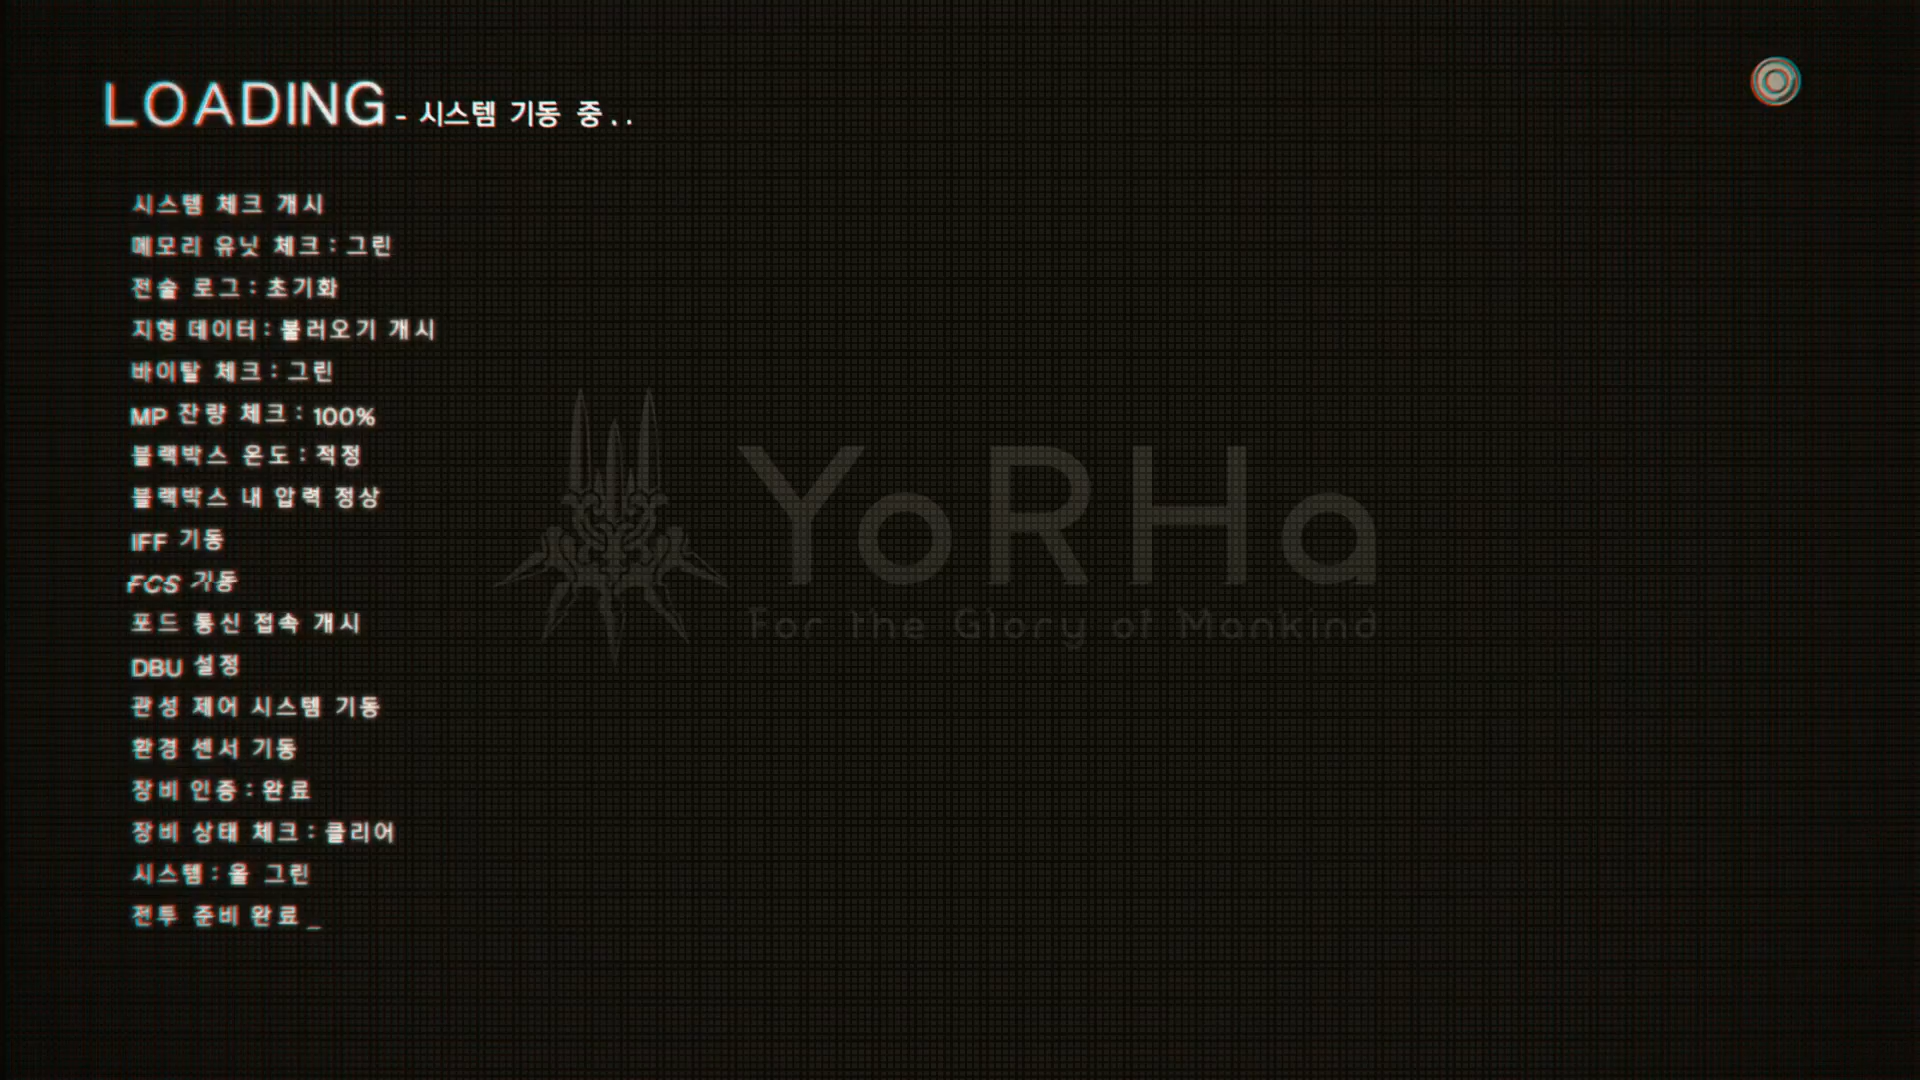 LOADING - 시스템 기동 중..
시스템 체크 개시
메모리 유닛 체크 : 그린
전술 로그 : 초기화
지형 데이터 : 불러오기 개시
바이탈 체크 : 그린
MP 잔량 체크 : 100%
블랙박스 온도 : 적정
블랙박스 내 압력 정상
IFF 기동
FCS 기동
포드 통신 접속 개시
DBU 설정
관성 제어 시스템 기동
환경 센서 기동
장비 인증 : 완료
장비 상태 체크 : 클리어
시스템 : 올 그린
전투 준비 완료_
YoRHa
For the Glory of Mankind